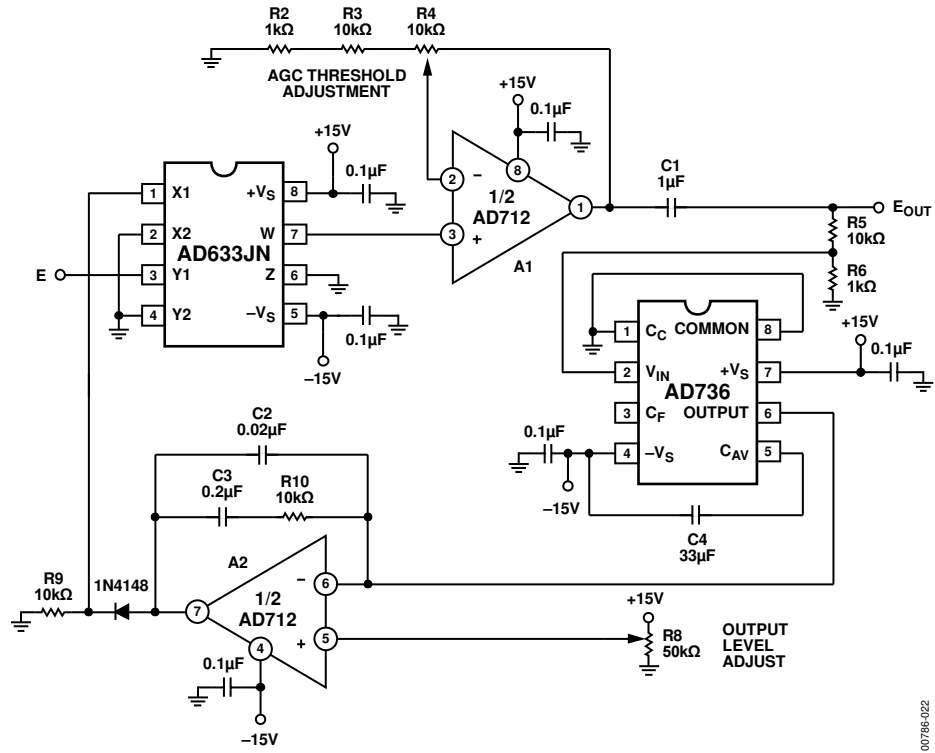 R2
1kΩ
R3
10kΩ
R4
10kΩ
AGC THRESHOLD
ADJUSTMENT
+15V
0.1µF
8
2
–
1/2
AD712
1
3
+
A1
C1
1µF
EOUT
R5
10kΩ
R6
1kΩ
+15V
0.1µF
1
X1
+VS
8
2
X2
W
7
AD633JN
E
3
Y1
Z
6
4
Y2
–VS
5
0.1µF
–15V
1
CC
COMMON
8
+15V
0.1µF
2
VIN
+VS
7
AD736
3
CF
OUTPUT
6
0.1µF
4
–VS
CAV
5
–15V
C4
33µF
C2
0.02µF
C3
0.2µF
R10
10kΩ
A2
R9
10kΩ
1N4148
7
1/2
AD712
–
6
+
5
4
0.1µF
–15V
+15V
R8
50kΩ
OUTPUT
LEVEL
ADJUST
00786-022